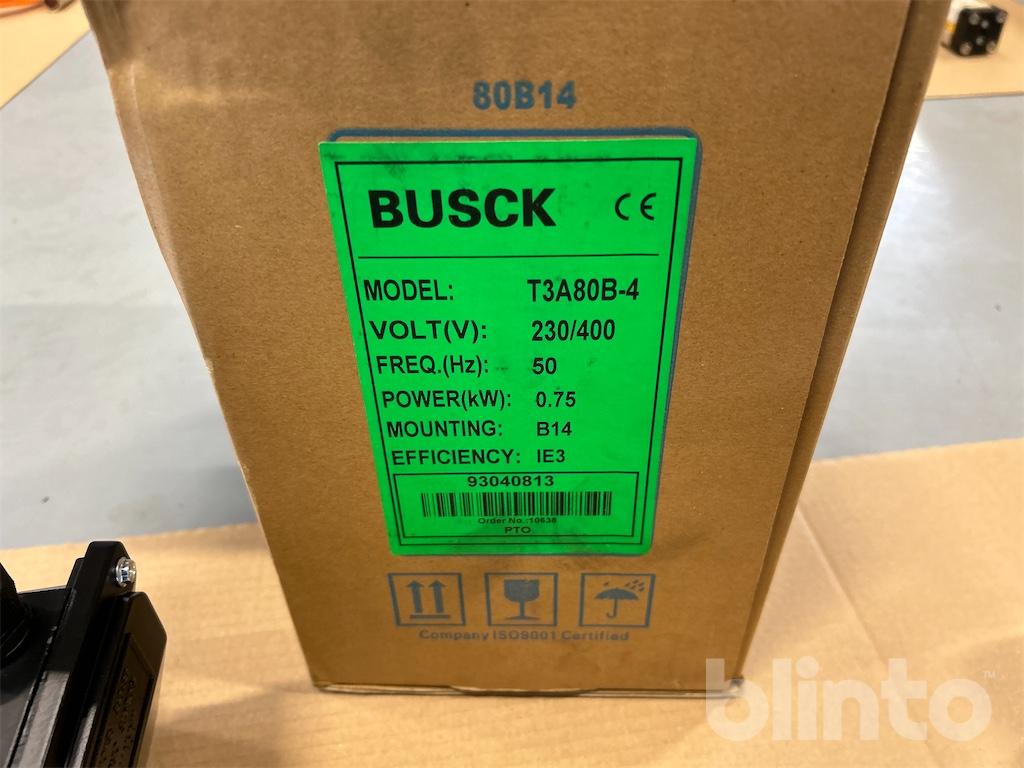 80B14
BUSCK CE
MODEL: T3A80B-4
VOLT(V): 230/400
FREQ.(Hz): 50
POWER(kW): 0.75
MOUNTING: B14
EFFICIENCY: IE3
93040813
Order No.:10638
PTO
Company ISO9001 Certified
blinto™